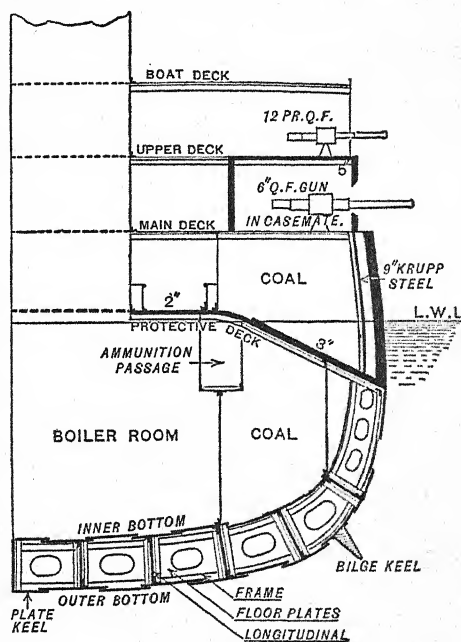 BOAT DECK
12 PR.Q.F.
UPPER DECK
5"
6"Q.F. GUN
IN CASEMATE.
MAIN DECK
COAL
9"KRUPP
STEEL
2"
L.W.L
PROTECTIVE DECK
3"
AMMUNITION
PASSAGE
BOILER ROOM
COAL
INNER BOTTOM
BILGE KEEL
OUTER BOTTOM
FRAME
PLATE
KEEL
FLOOR PLATES
LONGITUDINAL